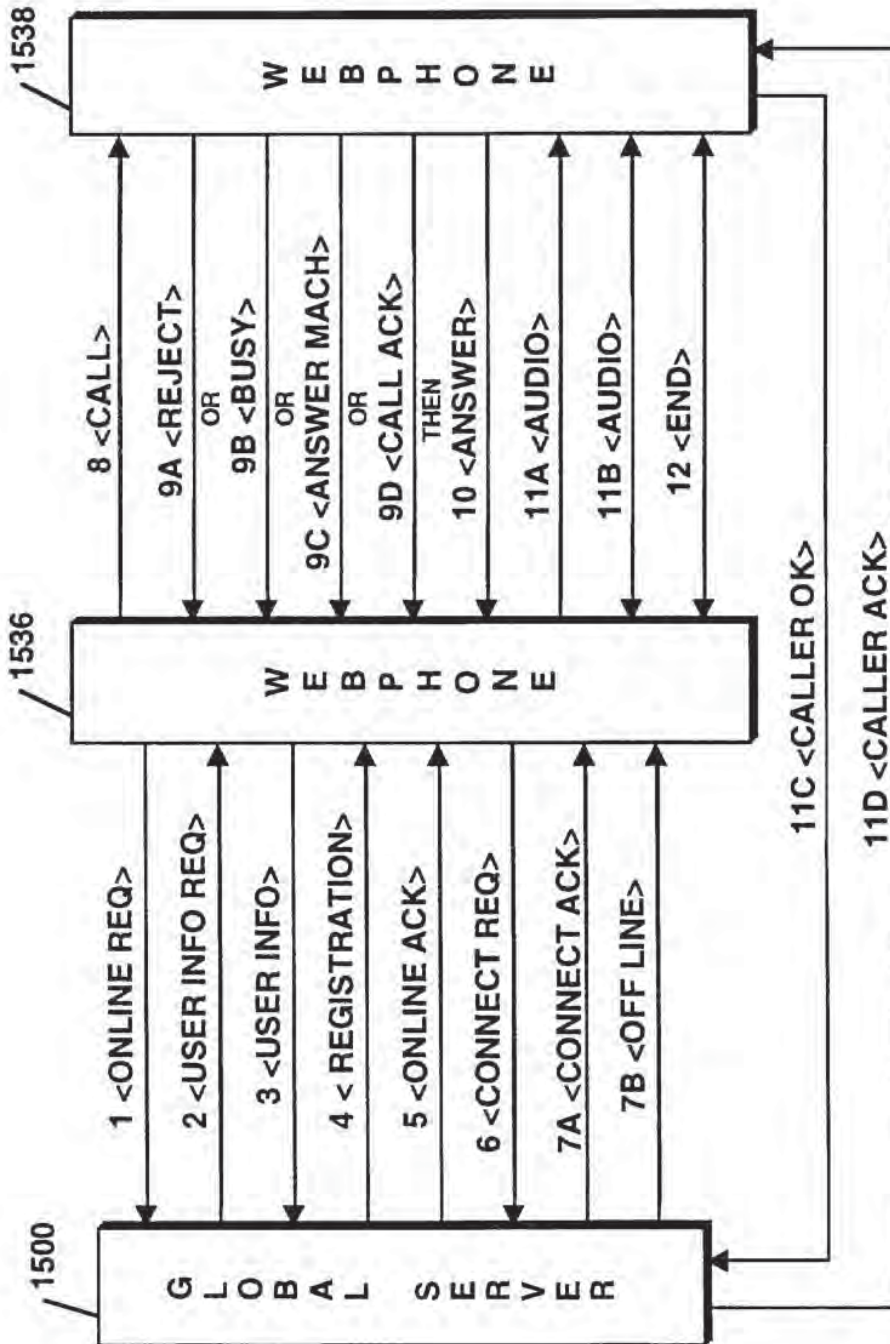 1500
GLOBAL SERVER
1536
WEBPHONE
1538
WEBPHONE
1 <ONLINE REQ>
2 <USER INFO REQ>
3 <USER INFO>
4 < REGISTRATION>
5 <ONLINE ACK>
6 <CONNECT REQ>
7A <CONNECT ACK>
7B <OFF LINE>
8 <CALL>
9A <REJECT>
OR
9B <BUSY>
OR
9C <ANSWER MACH>
OR
9D <CALL ACK>
THEN
10 <ANSWER>
11A <AUDIO>
11B <AUDIO>
12 <END>
11C <CALLER OK>
11D <CALLER ACK>